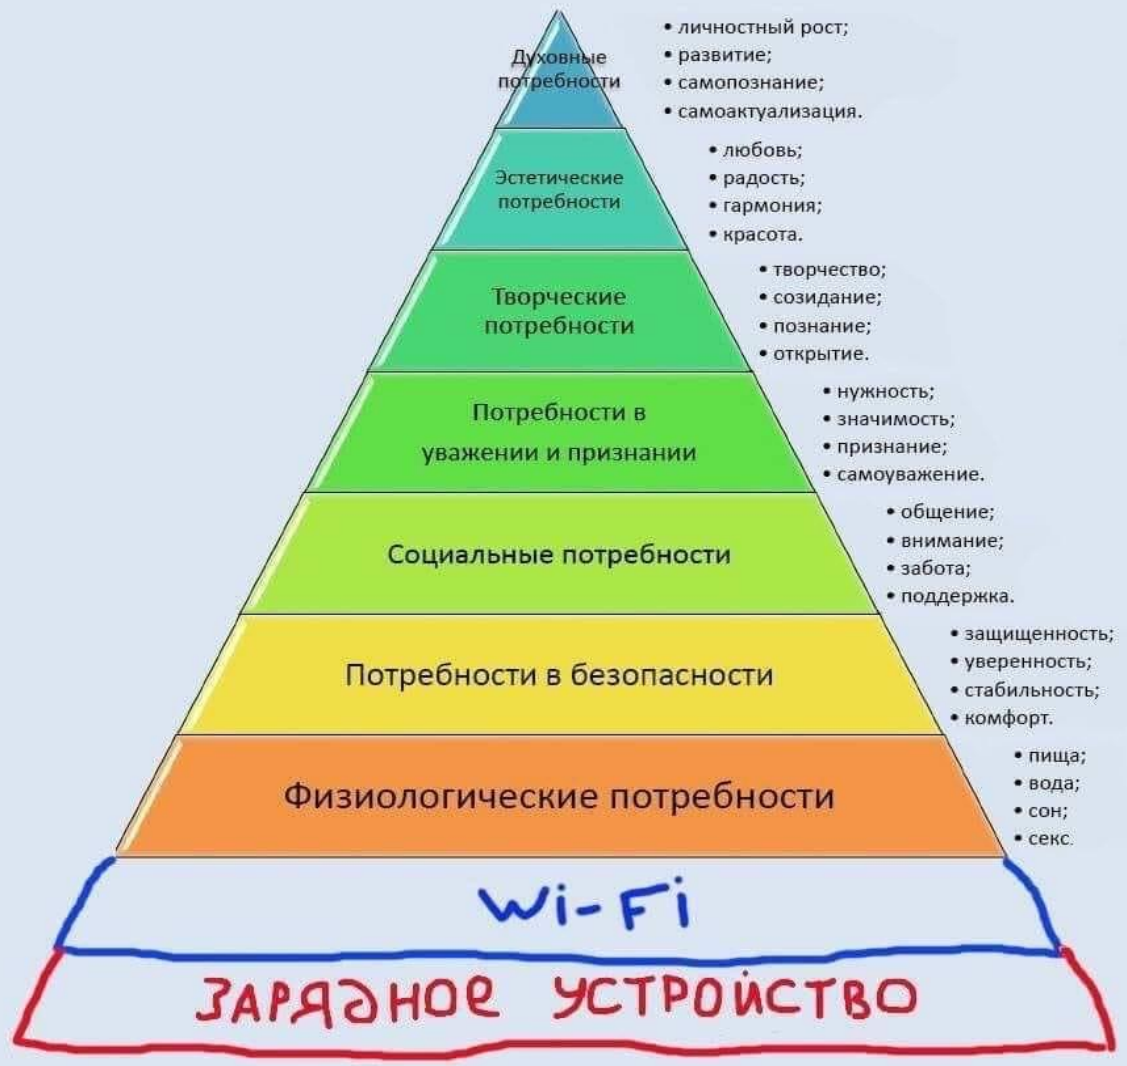 Духовные
потребности
• личностный рост;
• развитие;
• самопознание;
• самоактуализация.
Эстетические
потребности
• любовь;
• радость;
• гармония;
• красота.
Творческие
потребности
• творчество;
• созидание;
• познание;
• открытие.
Потребности в
уважении и признании
• нужность;
• значимость;
• признание;
• самоуважение.
Социальные потребности
• общение;
• внимание;
• забота;
• поддержка.
Потребности в безопасности
• защищенность;
• уверенность;
• стабильность;
• комфорт.
Физиологические потребности
• пища;
• вода;
• сон;
• секс.
Wi-Fi
ЗАРЯДНОЕ УСТРОЙСТВО